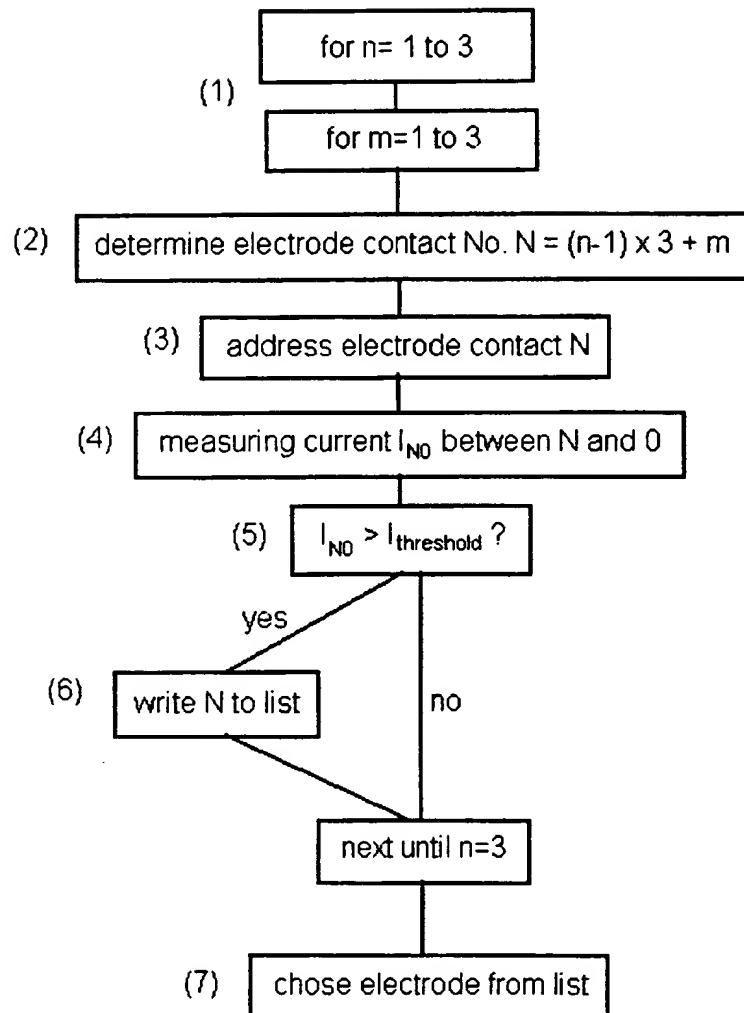 for n= 1 to 3
(1)
for m=1 to 3
(2) determine electrode contact No. N = (n-1) x 3 + m
(3) address electrode contact N
(4) measuring current I_N0 between N and 0
(5) I_N0 > I_threshold ?
yes
(6) write N to list
no
next until n=3
(7) chose electrode from list